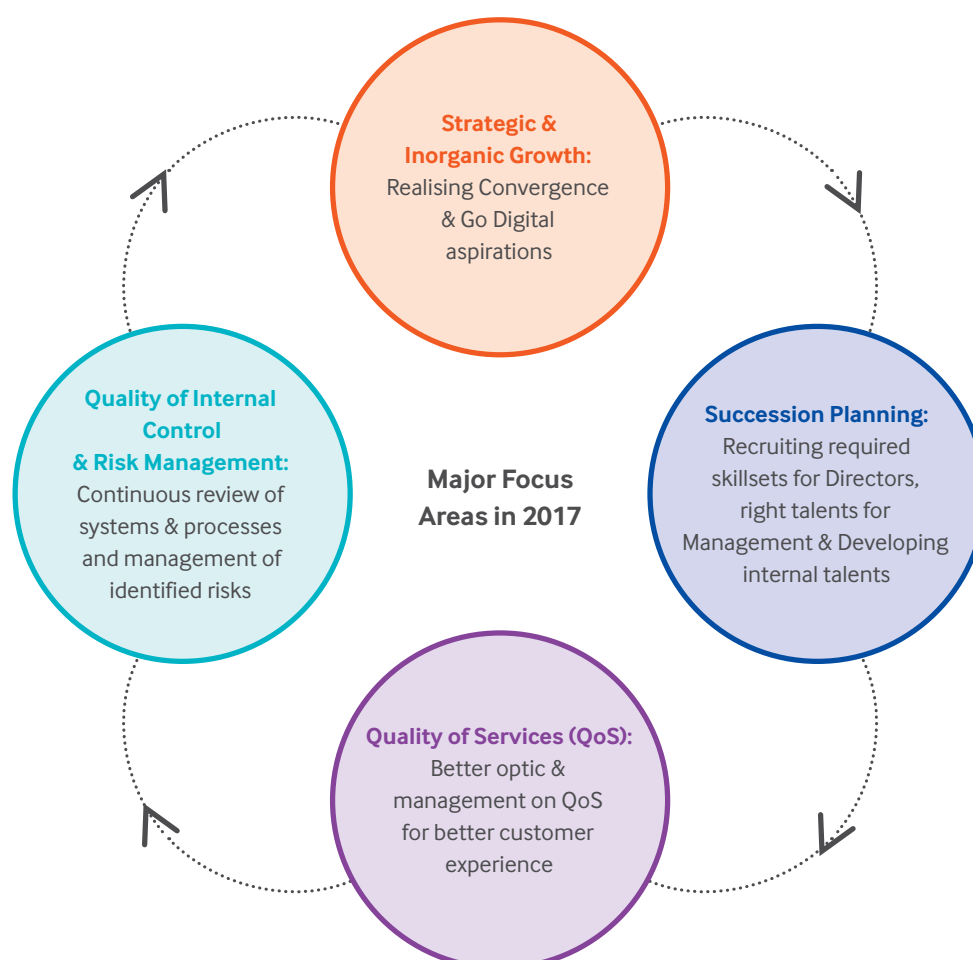 Strategic &
Inorganic Growth:
Realising Convergence
& Go Digital
aspirations
Quality of Internal
Control
& Risk Management:
Continuous review of
systems & processes
and management of
identified risks
Major Focus
Areas in 2017
Succession Planning:
Recruiting required
skillsets for Directors,
right talents for
Management & Developing
internal talents
Quality of Services (QoS):
Better optic &
management on QoS
for better customer
experience